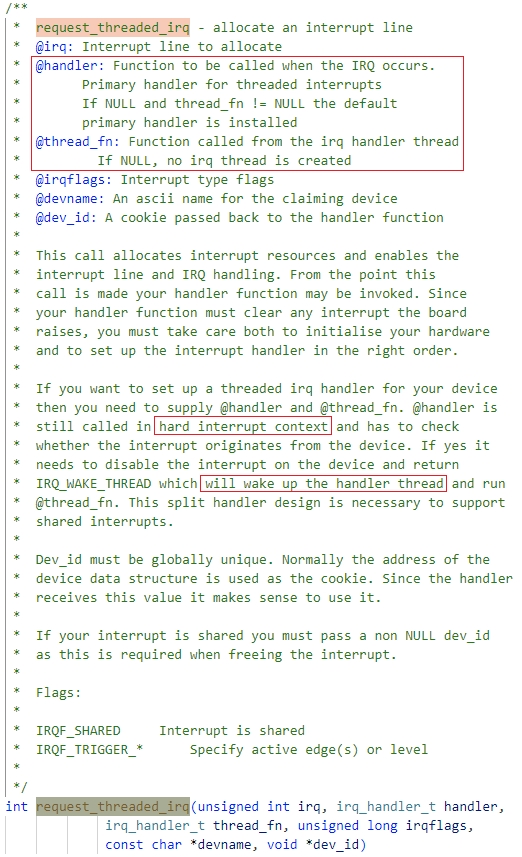 /**
 *  request_threaded_irq - allocate an interrupt line
 *  @irq: Interrupt line to allocate
 *  @handler: Function to be called when the IRQ occurs.
 *        Primary handler for threaded interrupts
 *        If NULL and thread_fn != NULL the default
 *        primary handler is installed
 *  @thread_fn: Function called from the irq handler thread
 *          If NULL, no irq thread is created
 *  @irqflags: Interrupt type flags
 *  @devname: An ascii name for the claiming device
 *  @dev_id: A cookie passed back to the handler function
 *
 *  This call allocates interrupt resources and enables the
 *  interrupt line and IRQ handling. From the point this
 *  call is made your handler function may be invoked. Since
 *  your handler function must clear any interrupt the board
 *  raises, you must take care both to initialise your hardware
 *  and to set up the interrupt handler in the right order.
 *
 *  If you want to set up a threaded irq handler for your device
 *  then you need to supply @handler and @thread_fn. @handler is
 *  still called in hard interrupt context and has to check
 *  whether the interrupt originates from the device. If yes it
 *  needs to disable the interrupt on the device and return
 *  IRQ_WAKE_THREAD which will wake up the handler thread and run
 *  @thread_fn. This split handler design is necessary to support
 *  shared interrupts.
 *
 *  Dev_id must be globally unique. Normally the address of the
 *  device data structure is used as the cookie. Since the handler
 *  receives this value it makes sense to use it.
 *
 *  If your interrupt is shared you must pass a non NULL dev_id
 *  as this is required when freeing the interrupt.
 *
 *  Flags:
 *
 *  IRQF_SHARED     Interrupt is shared
 *  IRQF_TRIGGER_*      Specify active edge(s) or level
 *
 */
int request_threaded_irq(unsigned int irq, irq_handler_t handler,
             irq_handler_t thread_fn, unsigned long irqflags,
             const char *devname, void *dev_id)